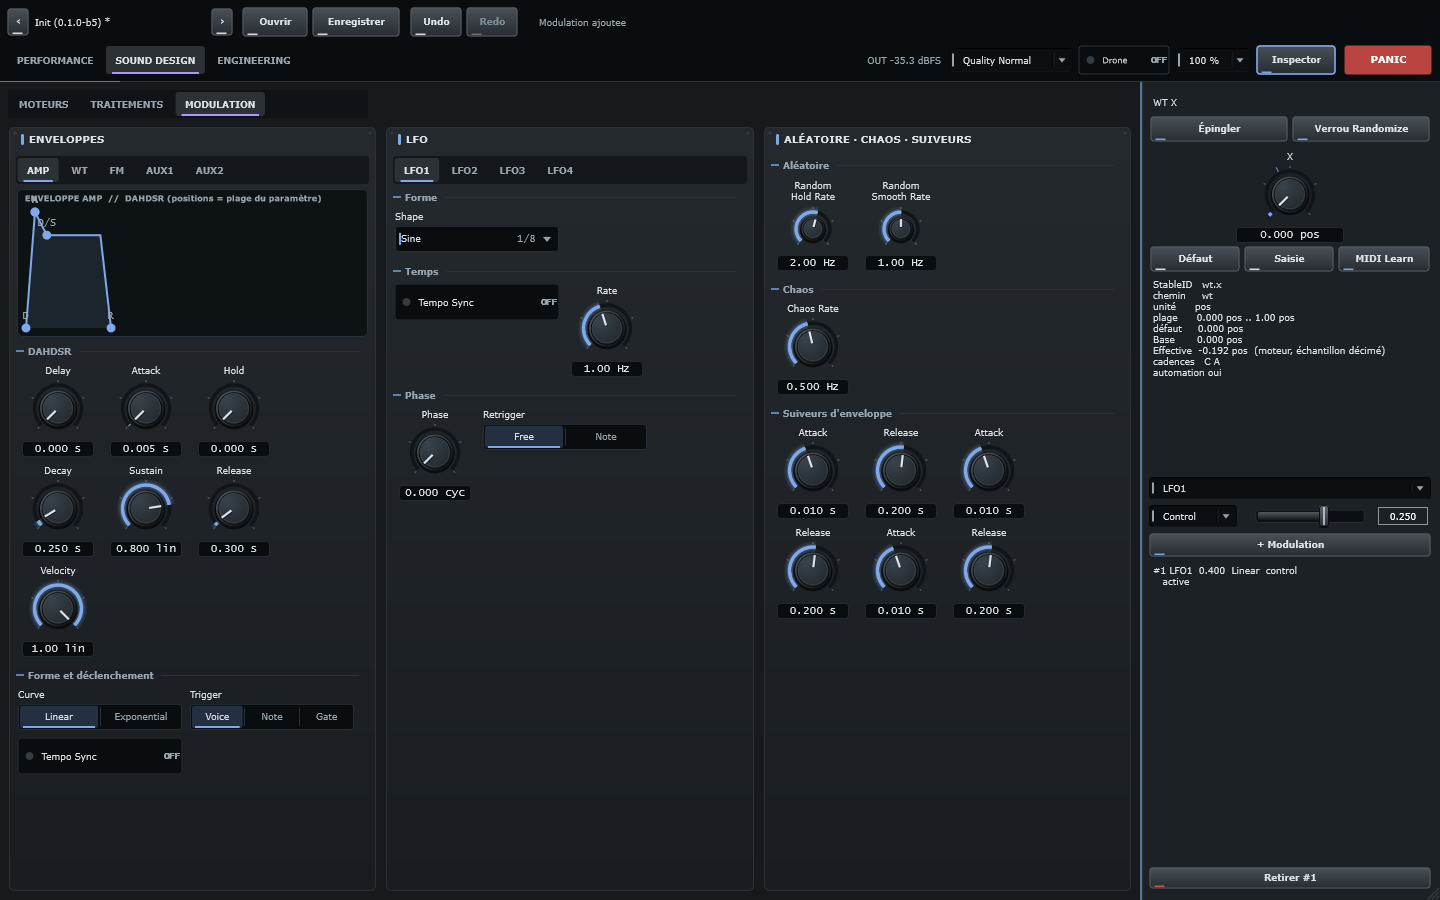 < Init (0.1.0-b5) * > Ouvrir Enregistrer Undo Redo Modulation ajoutee
PERFORMANCE SOUND DESIGN ENGINEERING OUT -35.3 dBFS Quality Normal Drone OFF 100 % Inspector PANIC
MOTEURS TRAITEMENTS MODULATION
ENVELOPPES
AMP WT FM AUX1 AUX2
ENVELOPPE AMP // DAHDSR (positions = plage du paramètre)
D/S
D R
DAHDSR
Delay Attack Hold
0.000 s 0.005 s 0.000 s
Decay Sustain Release
0.250 s 0.800 lin 0.300 s
Velocity
1.00 lin
Forme et déclenchement
Curve Trigger
Linear Exponential Voice Note Gate
Tempo Sync OFF
LFO
LFO1 LFO2 LFO3 LFO4
Forme
Shape
Sine 1/8
Temps
Tempo Sync OFF
Rate
1.00 Hz
Phase
Phase Retrigger
Free Note
0.000 cyc
ALÉATOIRE · CHAOS · SUIVEURS
Aléatoire
Random Hold Rate Random Smooth Rate
2.00 Hz 1.00 Hz
Chaos
Chaos Rate
0.500 Hz
Suiveurs d'enveloppe
Attack Release Attack
0.010 s 0.200 s 0.010 s
Release Attack Release
0.200 s 0.010 s 0.200 s
WT X
Épingler Verrou Randomize
X
0.000 pos
Défaut Saisie MIDI Learn
StableID wt.x
chemin wt
unité pos
plage 0.000 pos .. 1.00 pos
défaut 0.000 pos
Base 0.000 pos
Effective -0.192 pos (moteur, échantillon décimé)
cadences C A
automation oui
LFO1
Control 0.250
+ Modulation
#1 LFO1 0.400 Linear control
active
Retirer #1